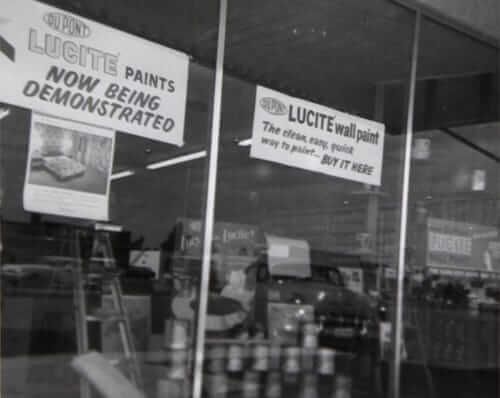 DU PONT
LUCITE PAINTS
NOW BEING
DEMONSTRATED
DU PONT LUCITE wall paint
The clean, easy, quick
way to paint... BUY IT HERE
Lucite
LUCITE